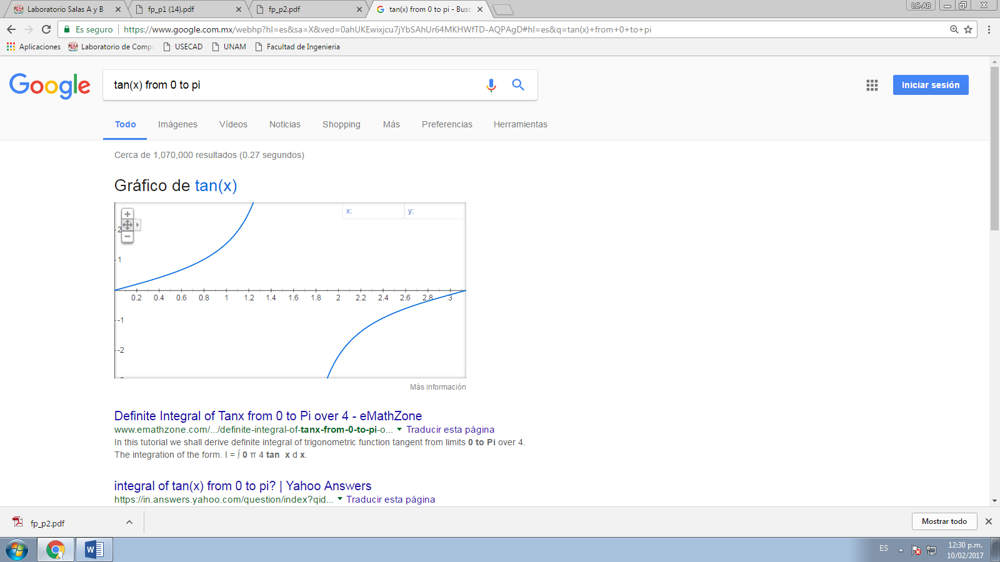 Laboratorio Salas A y B
fp_p1 (14).pdf
fp_p2.pdf
tan(x) from 0 to pi - Busc
LC-AB
Es seguro
https://www.google.com.mx/webhp?hl=es&sa=X&ved=0ahUKEwixjcu7jYbSAhUr64MKHWfTD-AQPAgD#hl=es&q=tan(x)+from+0+to+pi
Aplicaciones
Laboratorio de Compu
USECAD
UNAM
Facultad de Ingenieria
Google
tan(x) from 0 to pi
Iniciar sesión
Todo
Imágenes
Vídeos
Noticias
Shopping
Más
Preferencias
Herramientas
Cerca de 1,070,000 resultados (0.27 segundos)
Gráfico de tan(x)
x:
y:
+
−
2
1
0.2 0.4 0.6 0.8 1 1.2 1.4 1.6 1.8 2 2.2 2.4 2.6 2.8 3
-1
-2
Más información
Definite Integral of Tanx from 0 to Pi over 4 - eMathZone
www.emathzone.com/.../definite-integral-of-tanx-from-0-to-pi-o... Traducir esta página
In this tutorial we shall derive definite integral of trigonometric function tangent from limits 0 to Pi over 4.
The integration of the form. I = ∫ 0 π 4 tan x d x.
integral of tan(x) from 0 to pi? | Yahoo Answers
https://in.answers.yahoo.com/question/index?qid... Traducir esta página
fp_p2.pdf
Mostrar todo
ES
12:30 p.m.
10/02/2017